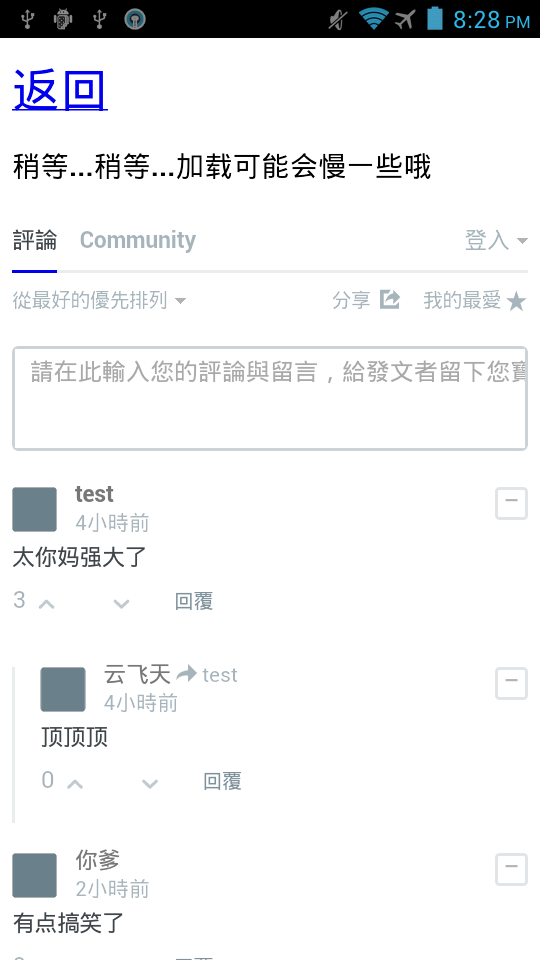 8:28 PM
返回
稍等...稍等...加载可能会慢一些哦
評論 Community 登入
從最好的優先排列 分享 我的最愛
請在此輸入您的評論與留言，給發文者留下您寶
test
4小時前
太你妈强大了
3 回覆
云飞天 test
4小時前
顶顶顶
0 回覆
你爹
2小時前
有点搞笑了